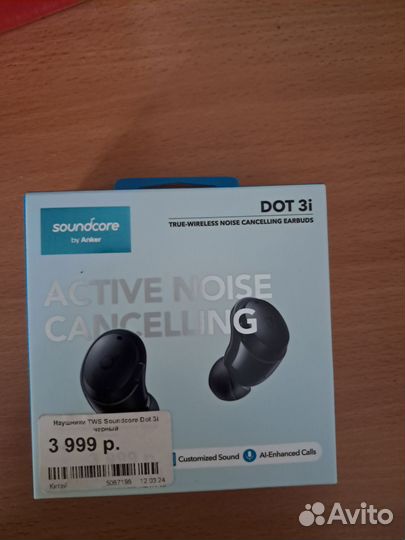 DOT 3i
TRUE-WIRELESS NOISE CANCELLING EARBUDS
soundcore
by Anker
ACTIVE NOISE
CANCELLING
Наушники TWS Soundcore Dot 3i
черный
3 999 р.
Китай 5087198 12.03.24
Customized Sound AI-Enhanced Calls
Avito